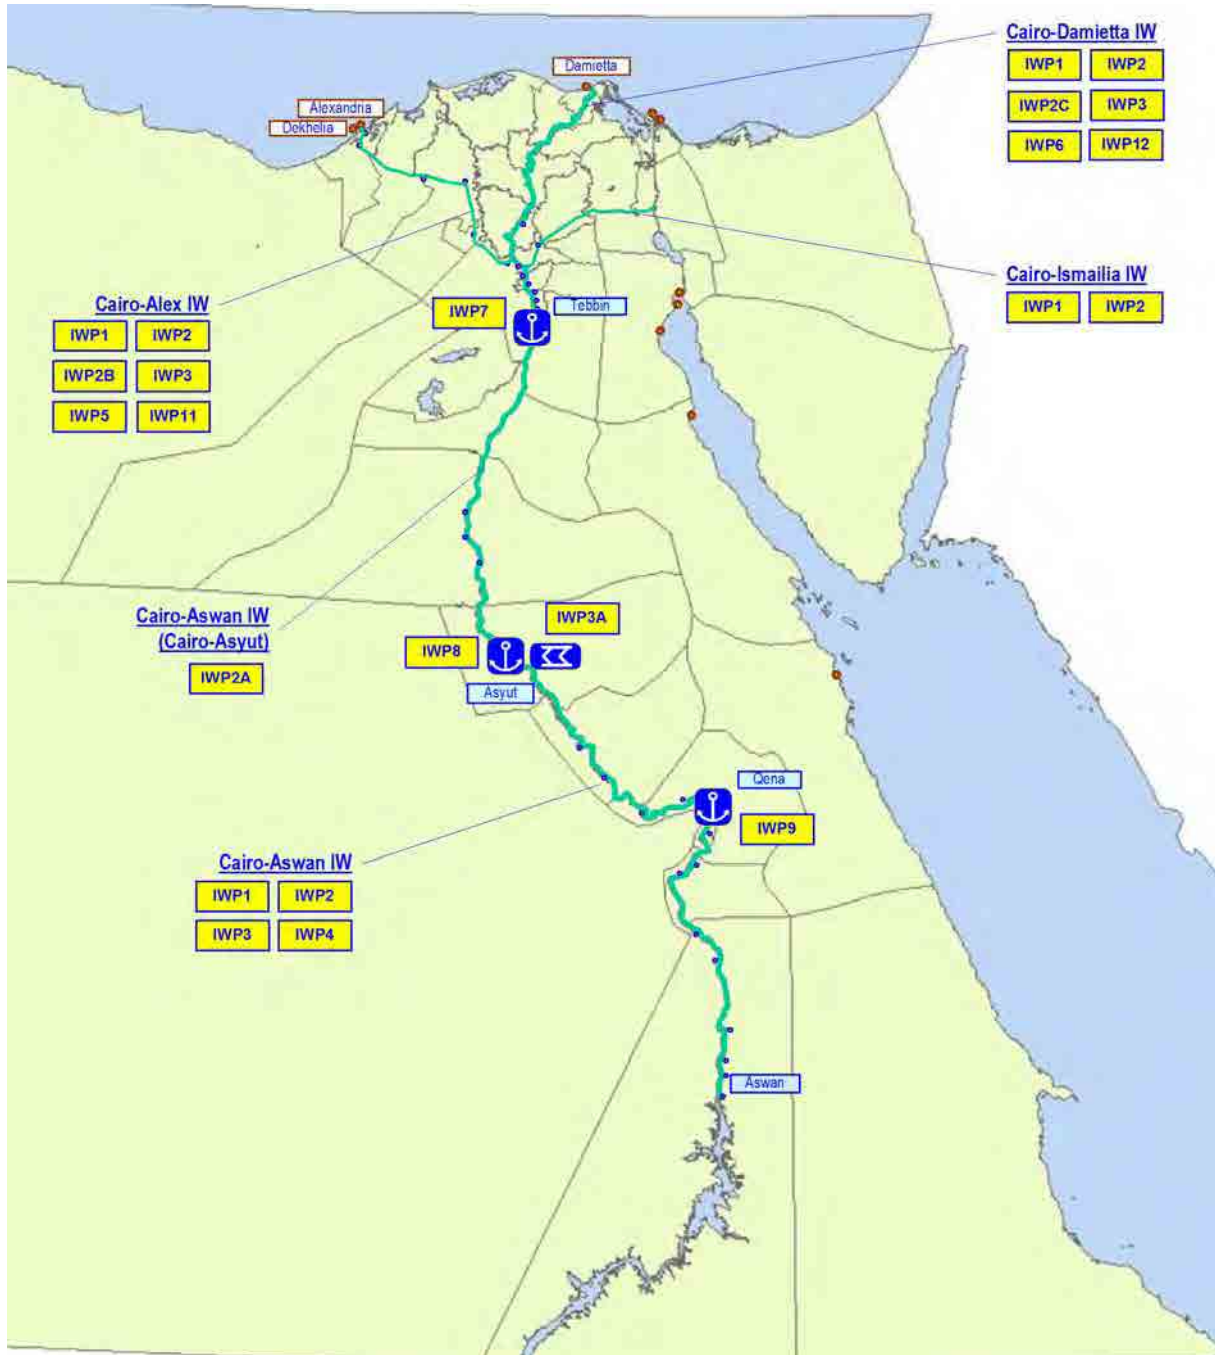 Cairo-Damietta IW
IWP1 IWP2
IWP2C IWP3
IWP6 IWP12
Damietta
Alexandria
Dekhelia
Cairo-Ismailia IW
IWP1 IWP2
Cairo-Alex IW
IWP1 IWP2
IWP2B IWP3
IWP5 IWP11
IWP7
Tebbin
Cairo-Aswan IW
(Cairo-Asyut)
IWP2A
IWP3A
IWP8
Asyut
Qena
IWP9
Cairo-Aswan IW
IWP1 IWP2
IWP3 IWP4
Aswan